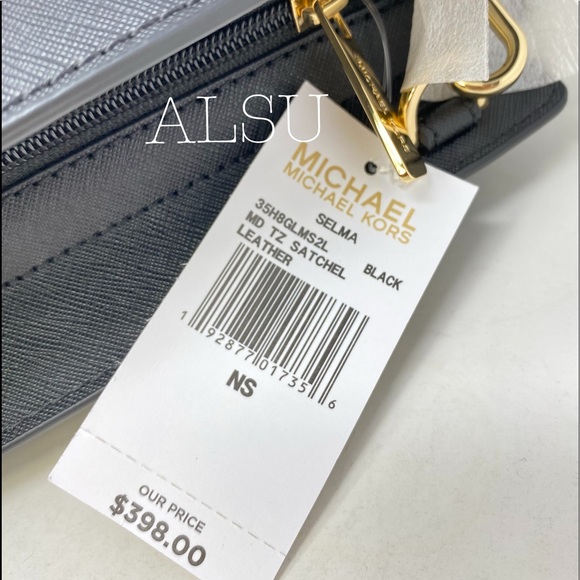 ALSU
MICHAEL
MICHAEL KORS
SELMA
35H8GLMS2L
MD TZ SATCHEL BLACK
LEATHER
1 92877 01735 6
NS
OUR PRICE
$398.00